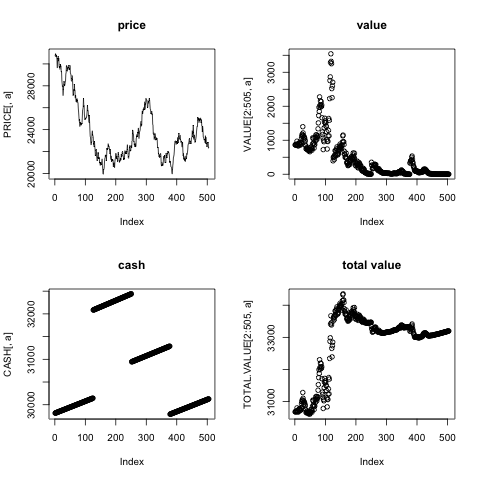 price
PRICE[, a]
20000 24000 28000
0 100 200 300 400 500
Index
value
VALUE[2:505, a]
0 1000 2000 3000
0 100 200 300 400 500
Index
cash
CASH[, a]
30000 31000 32000
0 100 200 300 400 500
Index
total value
TOTAL.VALUE[2:505, a]
31000 33000
0 100 200 300 400 500
Index